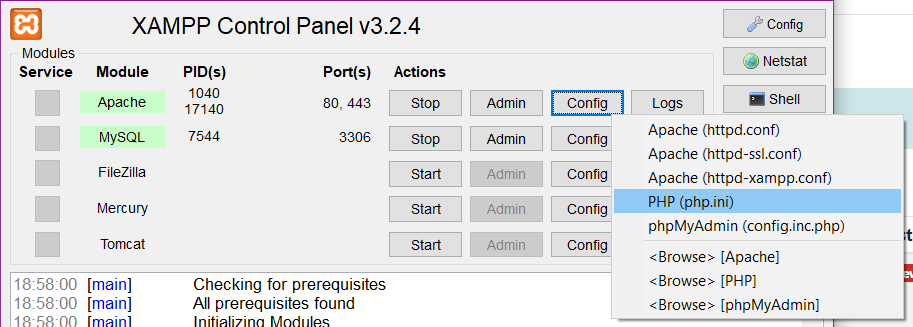 XAMPP Control Panel v3.2.4
Config
Netstat
Shell
Modules
Service Module PID(s) Port(s) Actions
Apache 1040 17140 80, 443 Stop Admin Config Logs
MySQL 7544 3306 Stop Admin Config
FileZilla Start Admin Config
Mercury Start Admin Config
Tomcat Start Admin Config
Apache (httpd.conf)
Apache (httpd-ssl.conf)
Apache (httpd-xampp.conf)
PHP (php.ini)
phpMyAdmin (config.inc.php)
<Browse> [Apache]
<Browse> [PHP]
<Browse> [phpMyAdmin]
18:58:00 [main] Checking for prerequisites
18:58:00 [main] All prerequisites found
18:58:00 [main] Initializing Modules